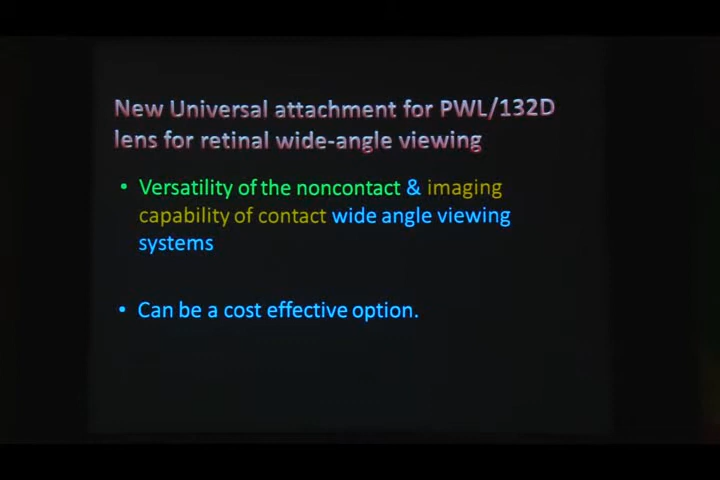 New Universal attachment for PWL/132D
lens for retinal wide-angle viewing
• Versatility of the noncontact & imaging
capability of contact wide angle viewing
systems
• Can be a cost effective option.